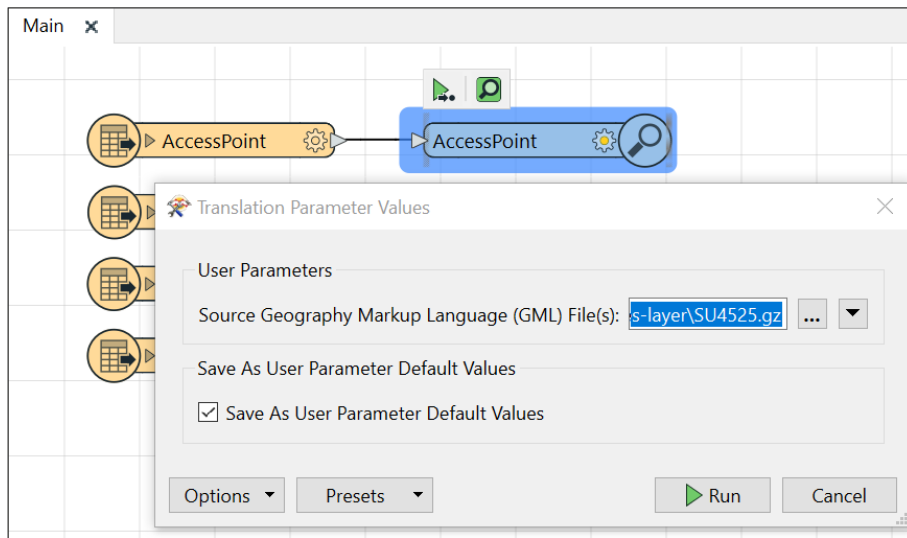 Main
AccessPoint
AccessPoint
Translation Parameter Values
User Parameters
Source Geography Markup Language (GML) File(s): s-layer\SU4525.gz ...
Save As User Parameter Default Values
Save As User Parameter Default Values
Options Presets Run Cancel